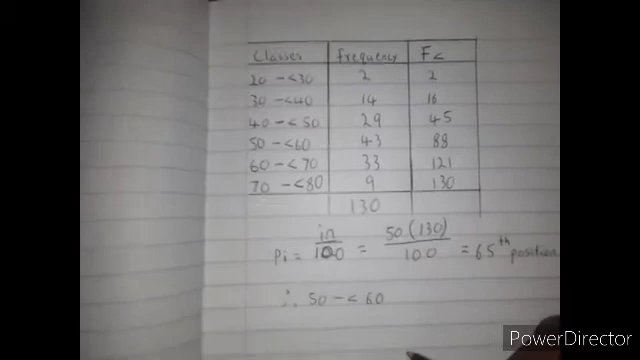 Classes frequency F<
20 -<30 2 2
30 -<40 14 16
40 -<50 29 45
50 -<60 43 88
60 -<70 33 121
70 -<80 9 130
130
Pi = in/100 = 50(130)/100 = 65th position
∴ 50 -< 60
POWERED BY
PowerDirector